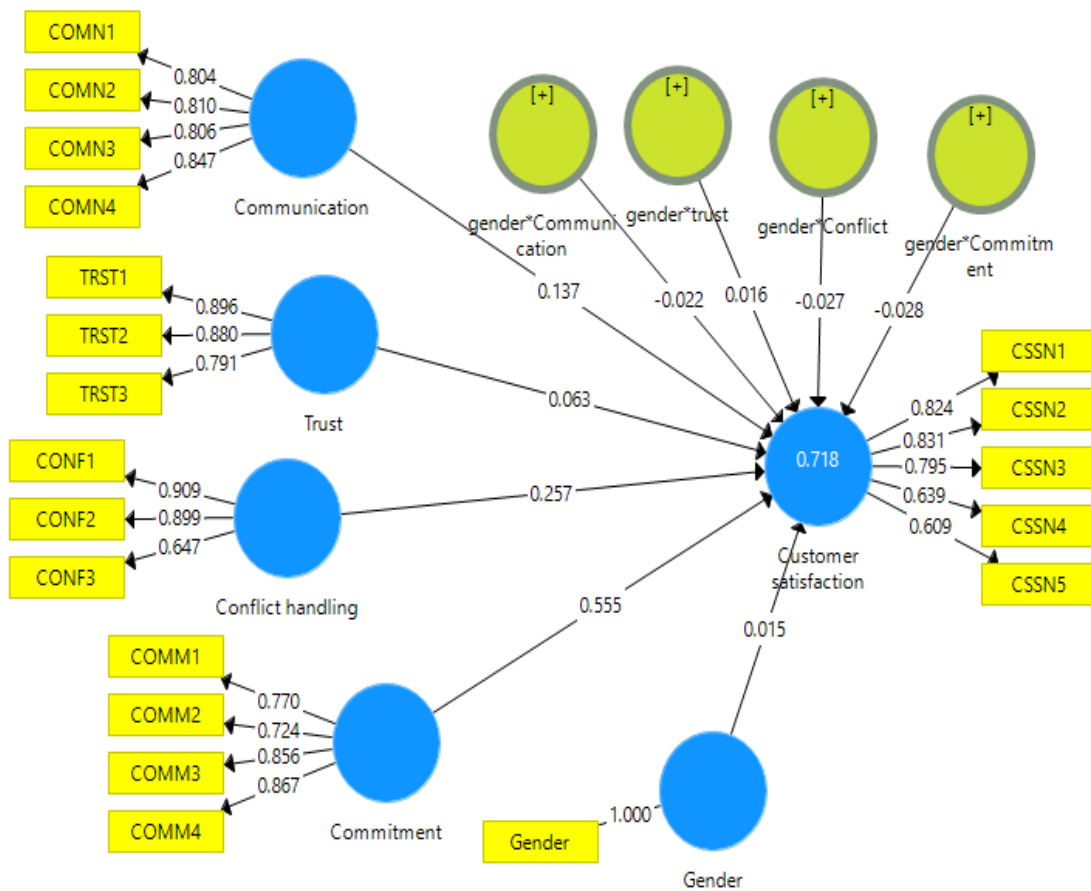 COMN1
COMN2
COMN3
COMN4
0.804
0.810
0.806
0.847
Communication
[+]
gender*Communi
cation
[+]
gender*trust
[+]
gender*Conflict
[+]
gender*Commitm
ent
0.137
-0.022
0.016
-0.027
-0.028
TRST1
TRST2
TRST3
0.896
0.880
0.791
Trust
0.063
CONF1
CONF2
CONF3
0.909
0.899
0.647
Conflict handling
0.257
COMM1
COMM2
COMM3
COMM4
0.770
0.724
0.856
0.867
Commitment
0.555
0.718
Customer
satisfaction
0.824
0.831
0.795
0.639
0.609
CSSN1
CSSN2
CSSN3
CSSN4
CSSN5
0.015
Gender
1.000
Gender